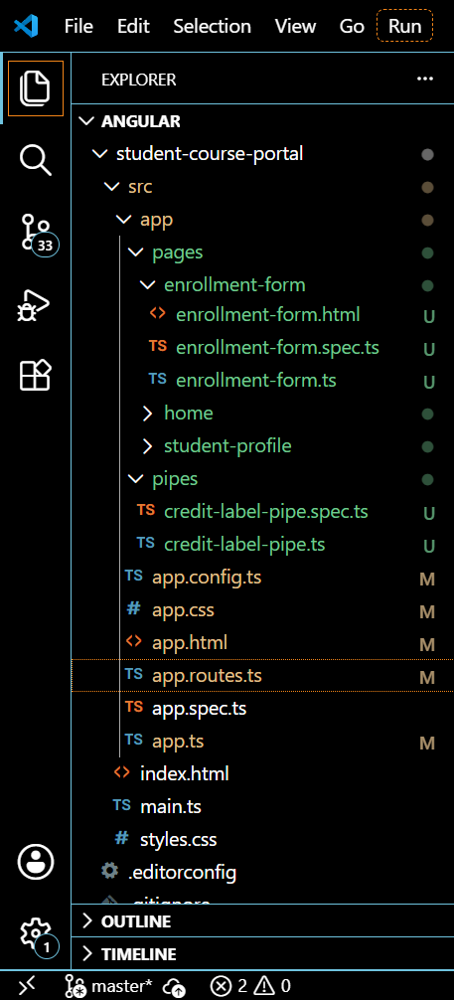 File Edit Selection View Go Run
EXPLORER ...
ANGULAR
student-course-portal
src
app
pages
enrollment-form
<> enrollment-form.html U
TS enrollment-form.spec.ts U
TS enrollment-form.ts U
home
student-profile
pipes
TS credit-label-pipe.spec.ts U
TS credit-label-pipe.ts U
TS app.config.ts M
# app.css M
<> app.html M
TS app.routes.ts M
TS app.spec.ts
TS app.ts M
<> index.html
TS main.ts
# styles.css
.editorconfig
.gitignore
33
1
OUTLINE
TIMELINE
master* 2 0